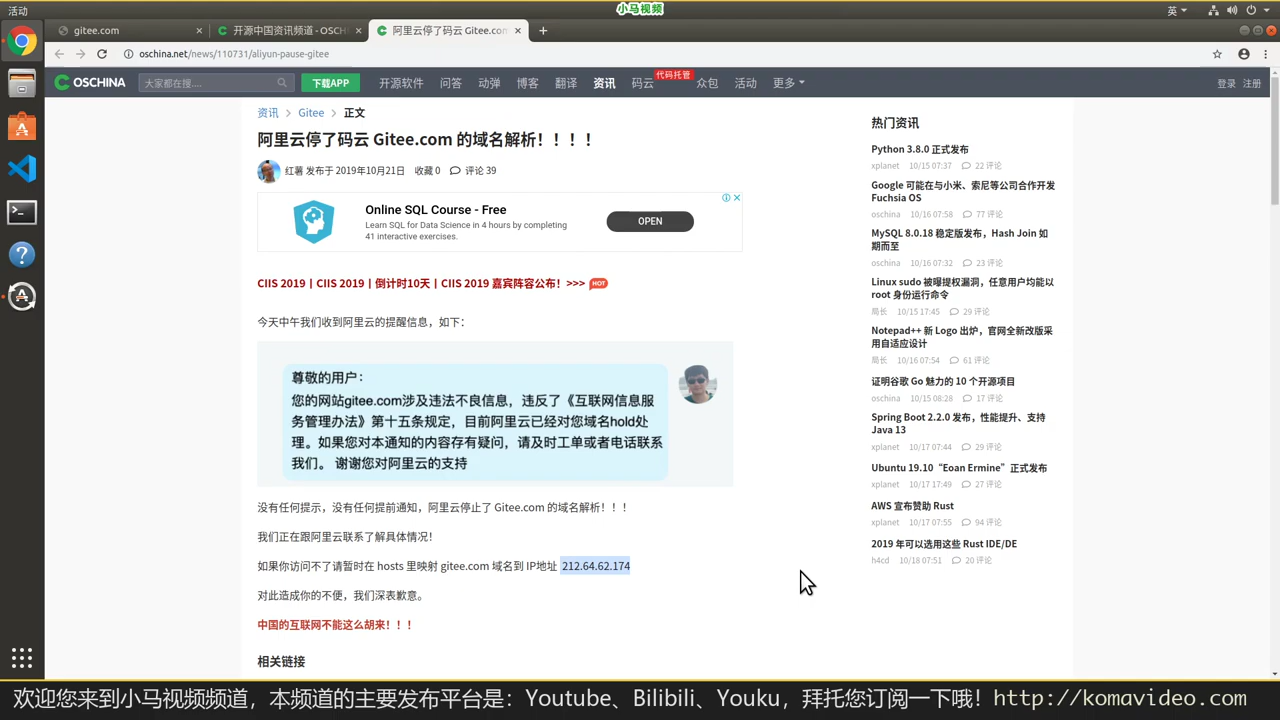 活动
小马视频
英
gitee.com
开源中国资讯频道 - OSCH
阿里云停了码云 Gitee.com
oschina.net/news/110731/aliyun-pause-gitee
OSCHINA
大家都在搜....
下载APP
开源软件
问答
动弹
博客
翻译
资讯
码云
代码托管
众包
活动
更多
登录
注册
资讯 > Gitee > 正文
阿里云停了码云 Gitee.com 的域名解析！！！！
红薯 发布于 2019年10月21日 收藏 0 评论 39
Online SQL Course - Free
Learn SQL for Data Science in 4 hours by completing
41 interactive exercises.
OPEN
CIIS 2019丨CIIS 2019丨倒计时10天丨CIIS 2019 嘉宾阵容公布！>>> HOT
今天中午我们收到阿里云的提醒信息，如下：
尊敬的用户：
您的网站gitee.com涉及违法不良信息，违反了《互联网信息服
务管理办法》第十五条规定，目前阿里云已经对您域名hold处
理。如果您对本通知的内容存有疑问，请及时工单或者电话联系
我们。 谢谢您对阿里云的支持
没有任何提示，没有任何提前通知，阿里云停止了 Gitee.com 的域名解析！！！
我们正在跟阿里云联系了解具体情况！
如果你访问不了请暂时在 hosts 里映射 gitee.com 域名到 IP地址 212.64.62.174
对此造成你的不便，我们深表歉意。
中国的互联网不能这么胡来！！！
相关链接
热门资讯
Python 3.8.0 正式发布
xplanet 10/15 07:37 22 评论
Google 可能在与小米、索尼等公司合作开发
Fuchsia OS
oschina 10/16 07:58 77 评论
MySQL 8.0.18 稳定版发布，Hash Join 如
期而至
oschina 10/16 07:32 23 评论
Linux sudo 被曝提权漏洞，任意用户均能以
root 身份运行命令
局长 10/15 17:45 29 评论
Notepad++ 新 Logo 出炉，官网全新改版采
用自适应设计
局长 10/16 07:54 61 评论
证明谷歌 Go 魅力的 10 个开源项目
oschina 10/15 08:28 17 评论
Spring Boot 2.2.0 发布，性能提升、支持
Java 13
xplanet 10/17 07:44 29 评论
Ubuntu 19.10“Eoan Ermine”正式发布
xplanet 10/17 17:49 27 评论
AWS 宣布赞助 Rust
xplanet 10/17 07:55 94 评论
2019 年可以选用这些 Rust IDE/DE
h4cd 10/18 07:51 20 评论
欢迎您来到小马视频频道，本频道的主要发布平台是：Youtube、Bilibili、Youku，拜托您订阅一下哦！http://komavideo.com